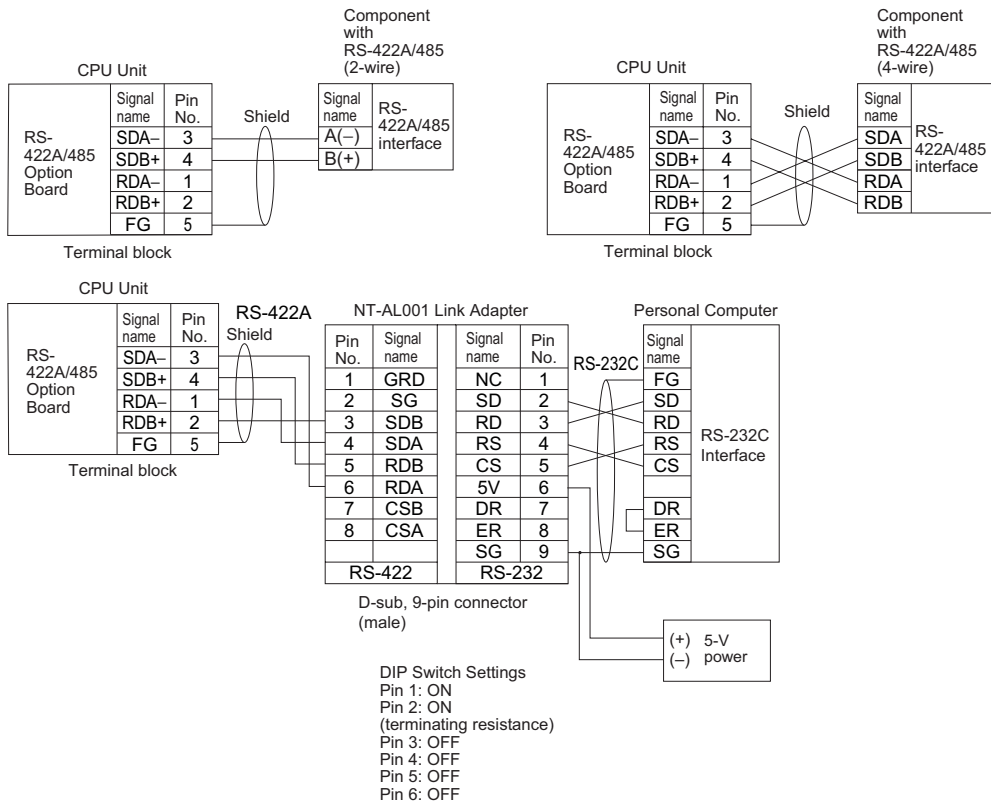 Component
with
RS-422A/485
(2-wire)
CPU Unit
Signal
name
Pin
No.
Shield
Signal
name
RS-
422A/485
interface
RS-
422A/485
Option
Board
SDA– 3
SDB+ 4
RDA– 1
RDB+ 2
FG 5
A(–)
B(+)
Terminal block
Component
with
RS-422A/485
(4-wire)
CPU Unit
Signal
name
Pin
No.
Shield
Signal
name
RS-
422A/485
Option
Board
SDA– 3
SDB+ 4
RDA– 1
RDB+ 2
FG 5
SDA
SDB
RDA
RDB
RS-
422A/485
interface
Terminal block
CPU Unit
Signal
name
Pin
No.
RS-
422A/485
Option
Board
SDA– 3
SDB+ 4
RDA– 1
RDB+ 2
FG 5
Terminal block
RS-422A
Shield
NT-AL001 Link Adapter
Pin
No.
Signal
name
1 GRD
2 SG
3 SDB
4 SDA
5 RDB
6 RDA
7 CSB
8 CSA
RS-422
Signal
name
Pin
No.
NC 1
SD 2
RD 3
RS 4
CS 5
5V 6
DR 7
ER 8
SG 9
RS-232
D-sub, 9-pin connector
(male)
RS-232C
Personal Computer
Signal
name
FG
SD
RD
RS
CS
DR
ER
SG
RS-232C
Interface
(+) 5-V
(–) power
DIP Switch Settings
Pin 1: ON
Pin 2: ON
(terminating resistance)
Pin 3: OFF
Pin 4: OFF
Pin 5: OFF
Pin 6: OFF